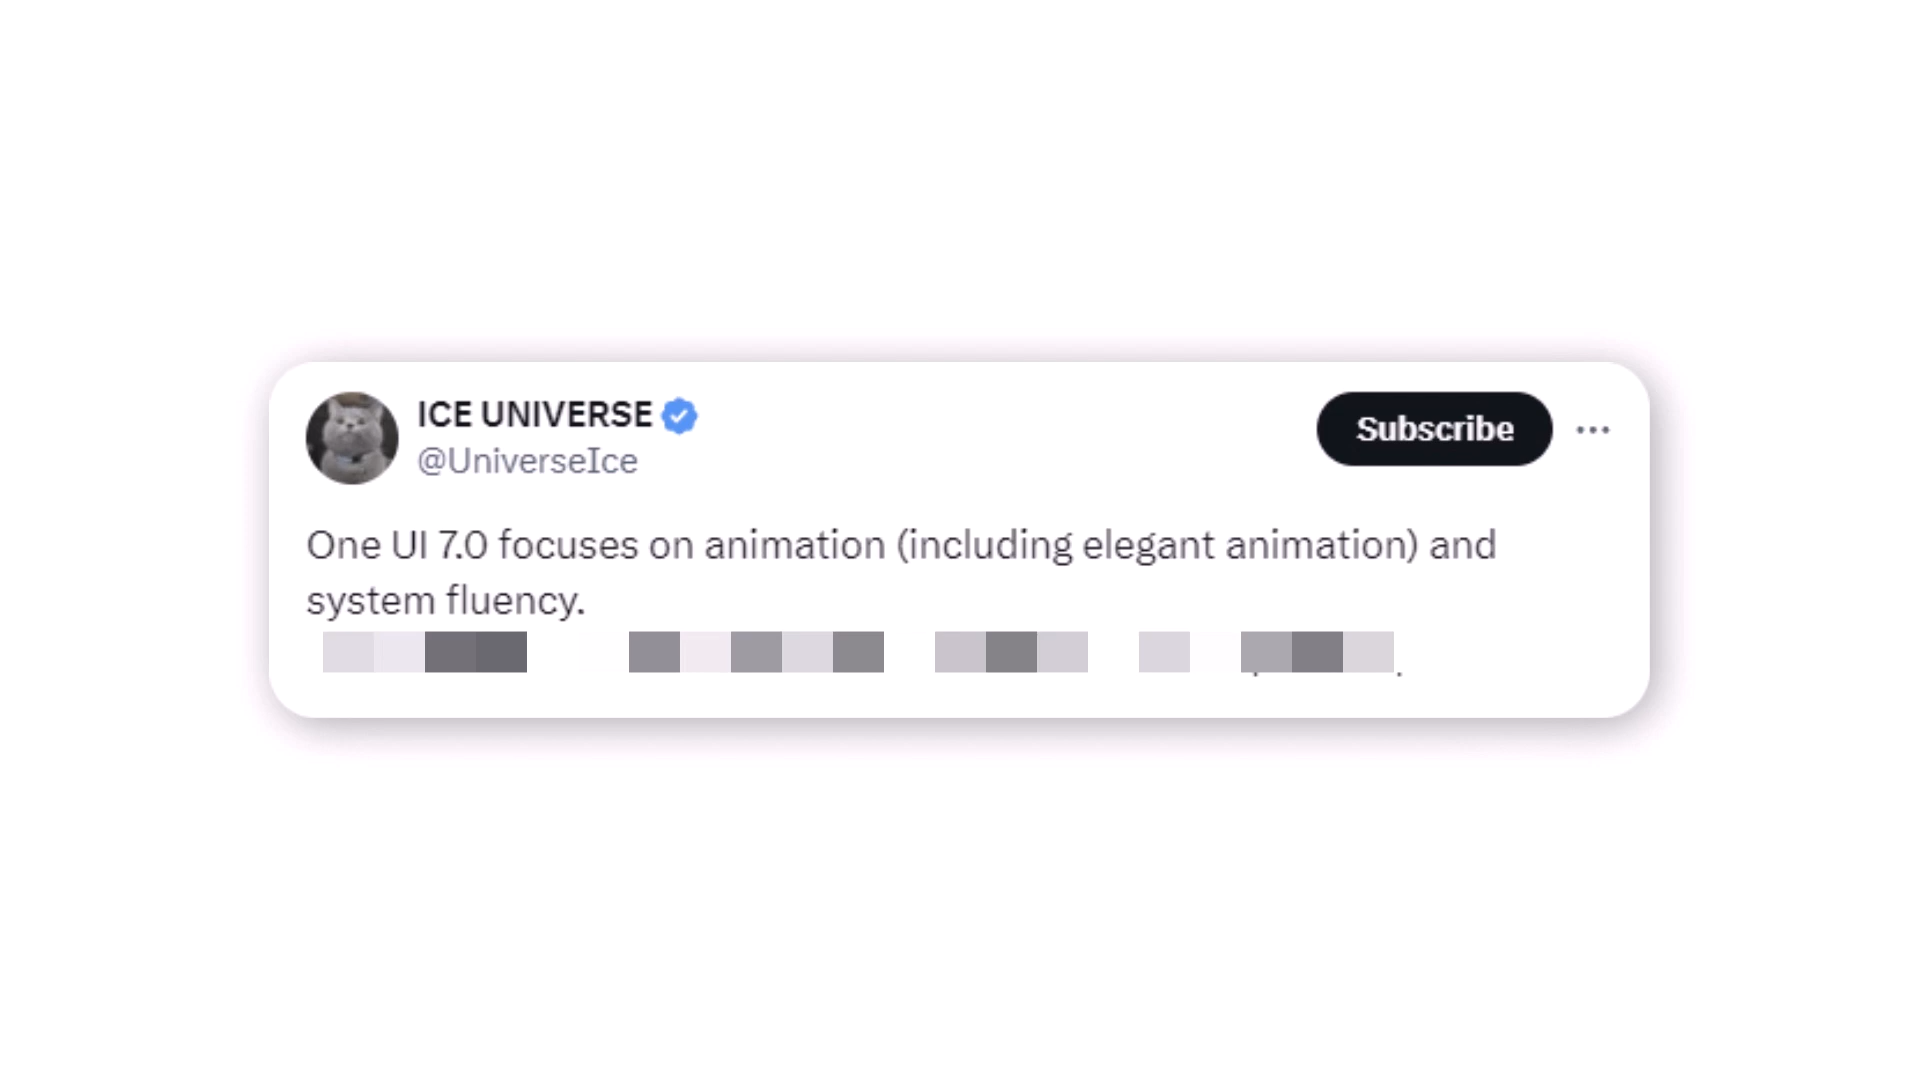 ICE UNIVERSE
@UniverseIce
Subscribe
One UI 7.0 focuses on animation (including elegant animation) and
system fluency.